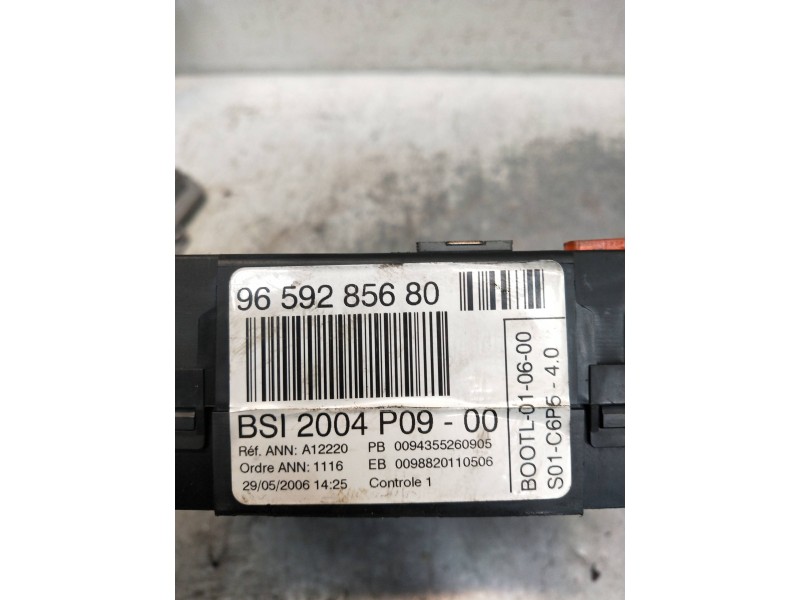 96 592 856 80
BSI 2004 P09 - 00
Réf. ANN: A12220 PB 0094355260905
Ordre ANN: 1116 EB 0098820110506
29/05/2006 14:25 Controle 1
BOOTL-01-06-00
S01-C6P5 - 4.0